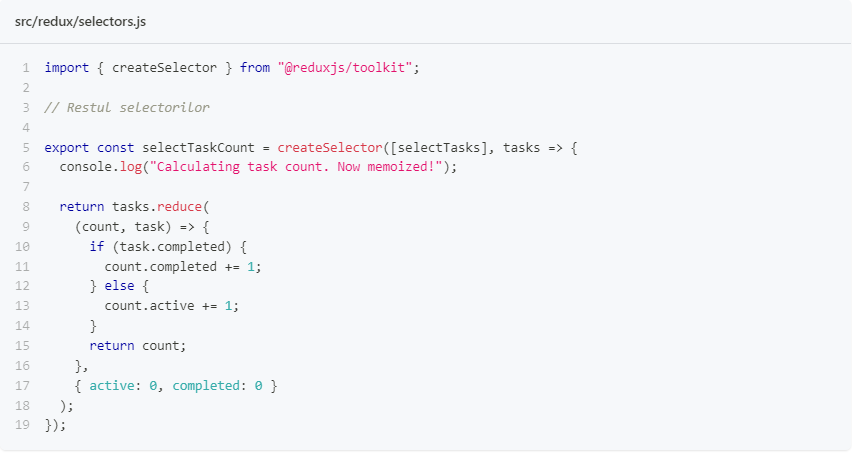 src/redux/selectors.js
1 import { createSelector } from "@reduxjs/toolkit";
2
3 // Restul selectorilor
4
5 export const selectTaskCount = createSelector([selectTasks], tasks => {
6   console.log("Calculating task count. Now memoized!");
7
8   return tasks.reduce(
9     (count, task) => {
10       if (task.completed) {
11         count.completed += 1;
12       } else {
13         count.active += 1;
14       }
15       return count;
16     },
17     { active: 0, completed: 0 }
18   );
19 });